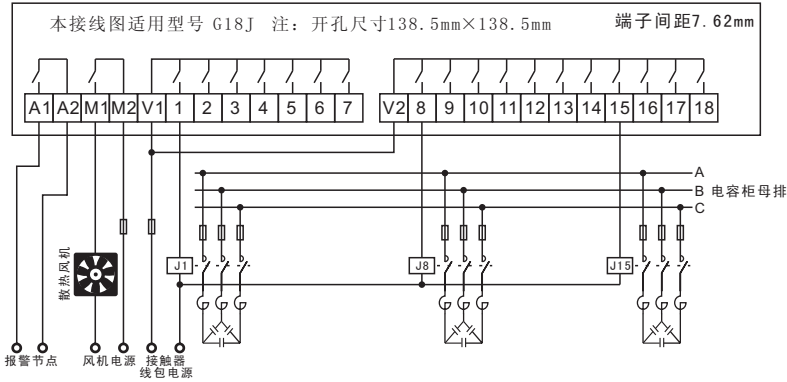 本接线图适用型号 G18J 注: 开孔尺寸138.5mm×138.5mm 端子间距7.62mm
A1 A2 M1 M2 V1 1 2 3 4 5 6 7 V2 8 9 10 11 12 13 14 15 16 17 18
A
B 电容柜母排
C
散热风机
J1 J8 J15
报警节点 风机电源 接触器
线包电源